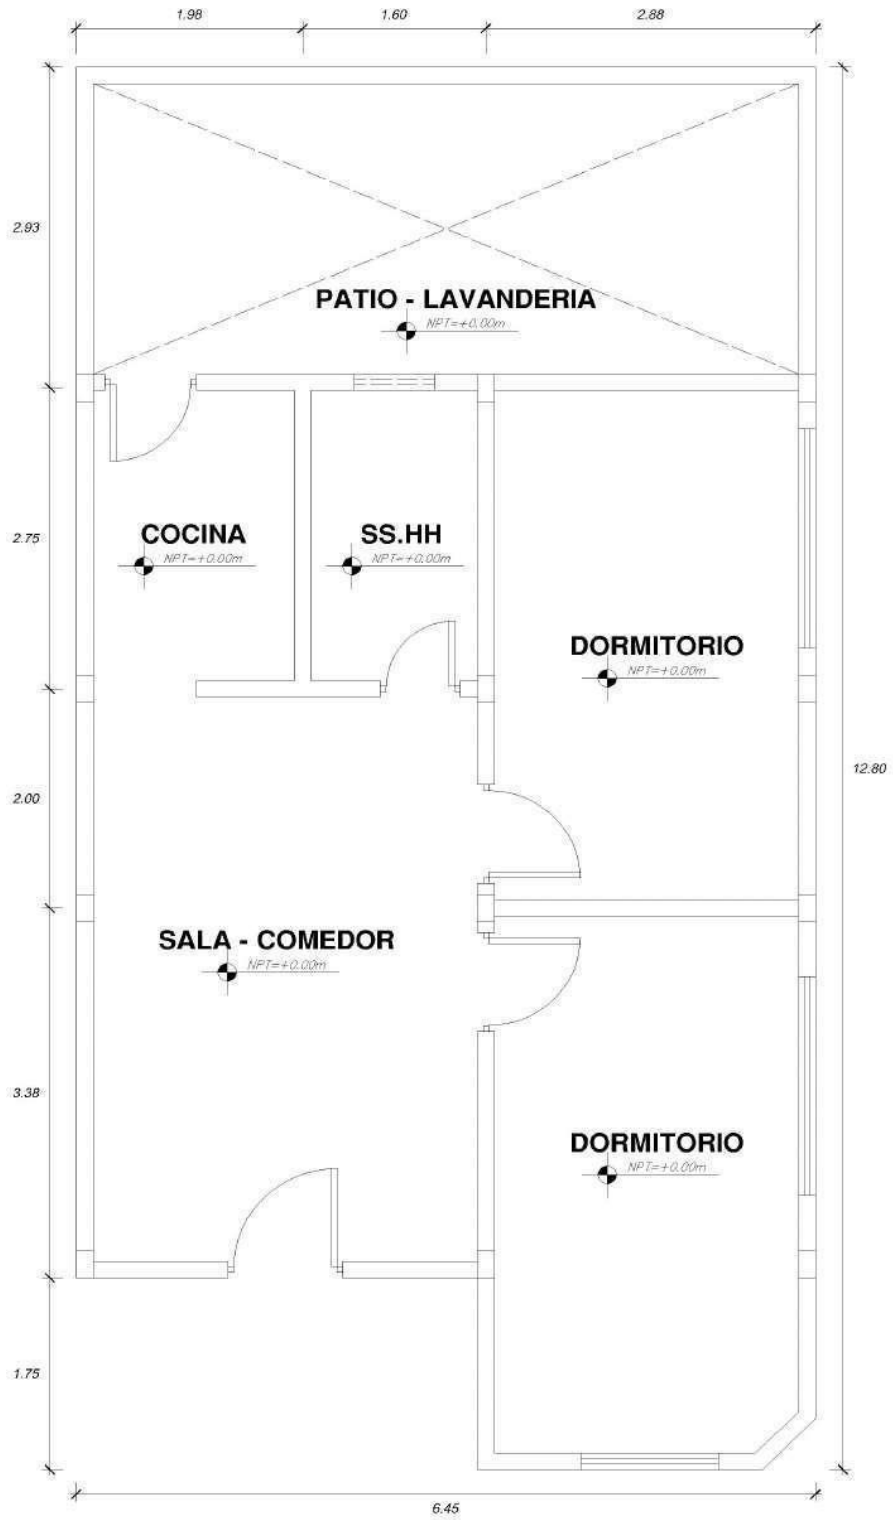 1.98
1.60
2.88
2.93
PATIO - LAVANDERIA
NPT=+0.00m
2.75
COCINA
NPT=+0.00m
SS.HH
NPT=+0.00m
DORMITORIO
NPT=+0.00m
12.80
2.00
SALA - COMEDOR
NPT=+0.00m
3.38
DORMITORIO
NPT=+0.00m
1.75
6.45